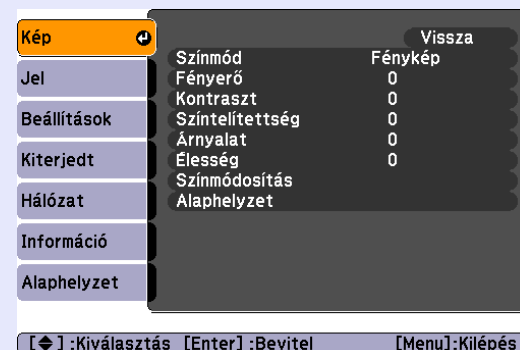 Kép
Jel
Beállítások
Kiterjedt
Hálózat
Információ
Alaphelyzet
Vissza
Színmód Fénykép
Fényerő 0
Kontraszt 0
Színtelítettség 0
Árnyalat 0
Élesség 0
Színmódosítás
Alaphelyzet
[◆] :Kiválasztás [Enter] :Bevitel [Menu]:Kilépés